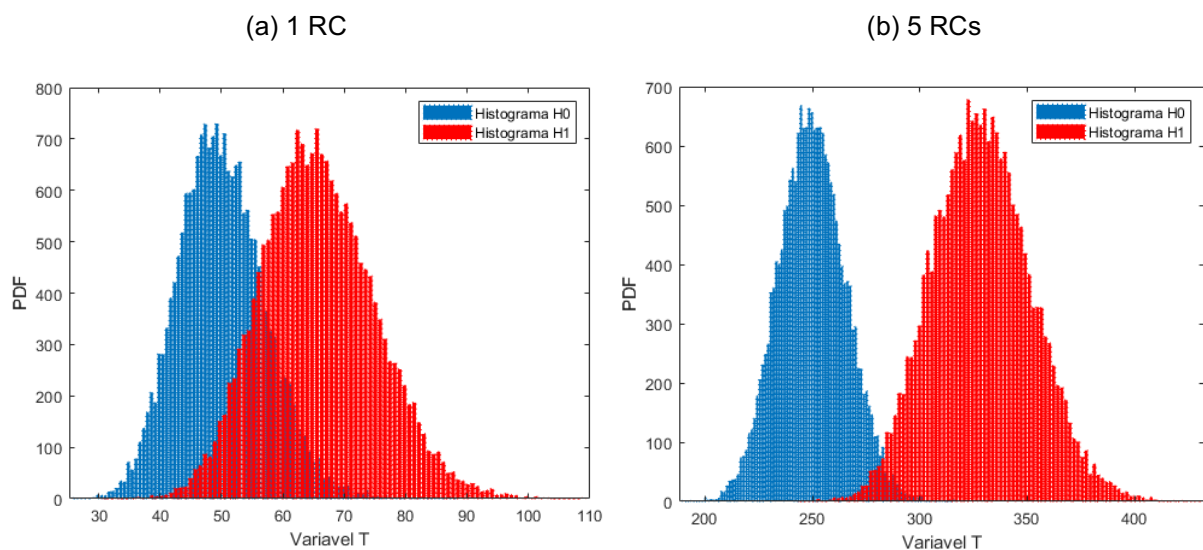 (a) 1 RC
800
700
600
500
400
300
200
100
0
PDF
30 40 50 60 70 80 90 100 110
Variavel T
Histograma H0
Histograma H1
(b) 5 RCs
700
600
500
400
300
200
100
0
PDF
200 250 300 350 400
Variavel T
Histograma H0
Histograma H1